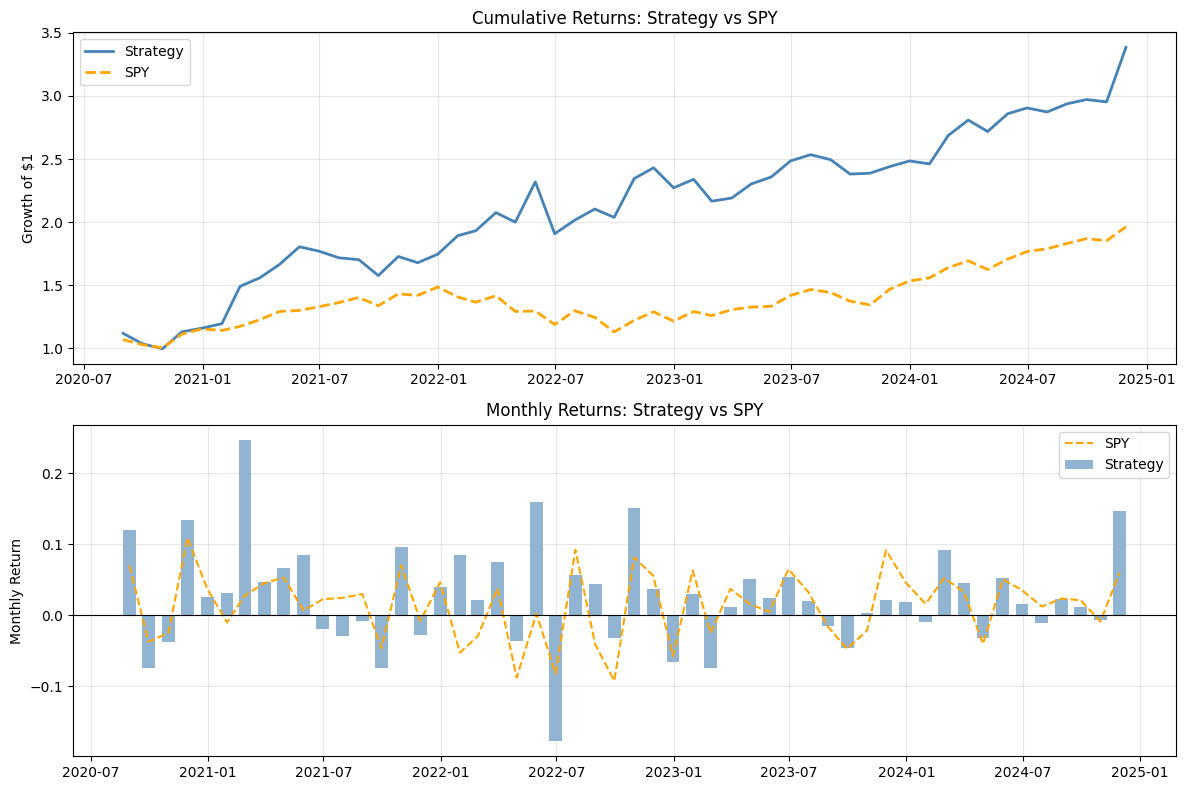 Cumulative Returns: Strategy vs SPY
Strategy
SPY
Growth of $1
3.5
3.0
2.5
2.0
1.5
1.0
2020-07 2021-01 2021-07 2022-01 2022-07 2023-01 2023-07 2024-01 2024-07 2025-01
Monthly Returns: Strategy vs SPY
SPY
Strategy
Monthly Return
0.2
0.1
0.0
−0.1
2020-07 2021-01 2021-07 2022-01 2022-07 2023-01 2023-07 2024-01 2024-07 2025-01